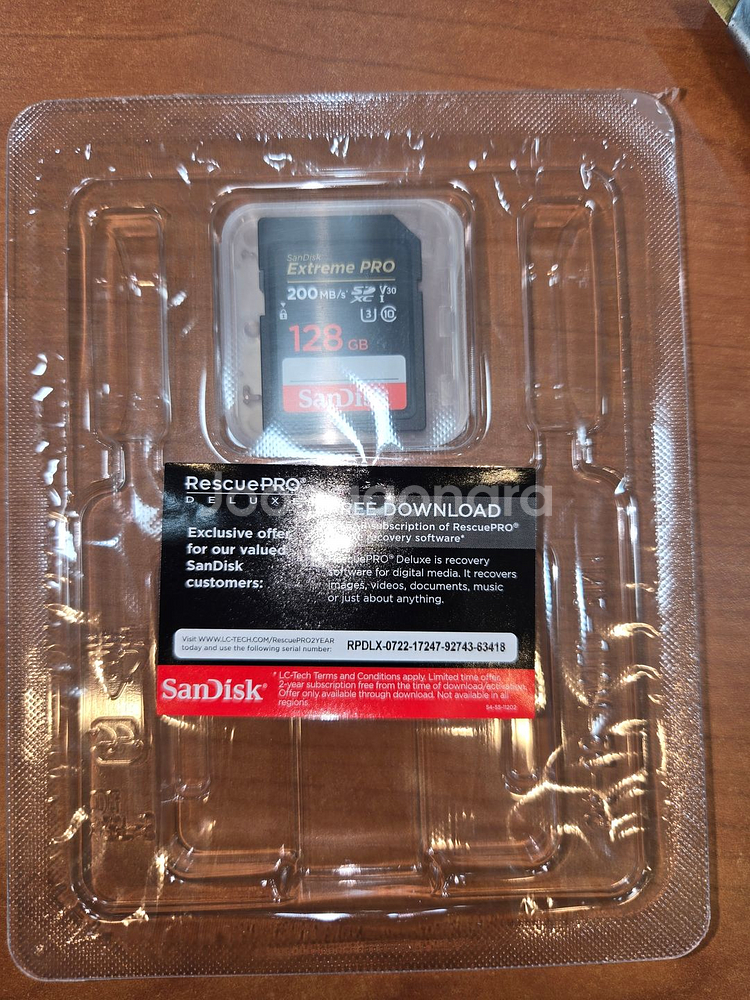 SanDisk
Extreme PRO
200 MB/s* SDXC I V30
U3 10
128 GB
SanDisk
Joonggonara
RescuePRO®
DELUXE
Exclusive offer
for our valued
SanDisk
customers:
FREE DOWNLOAD
subscription of RescuePRO®
recovery software*
RescuePRO® Deluxe is recovery
software for digital media. It recovers
images, videos, documents, music
or just about anything.
Visit WWW.LC-TECH.COM/RescuePRO2YEAR
today and use the following serial number:
RPDLX-0722-17247-92743-63418
SanDisk®
* LC-Tech Terms and Conditions apply. Limited time offer.
2-year subscription free from the time of download/activation.
Offer only available through download. Not available in all
regions.